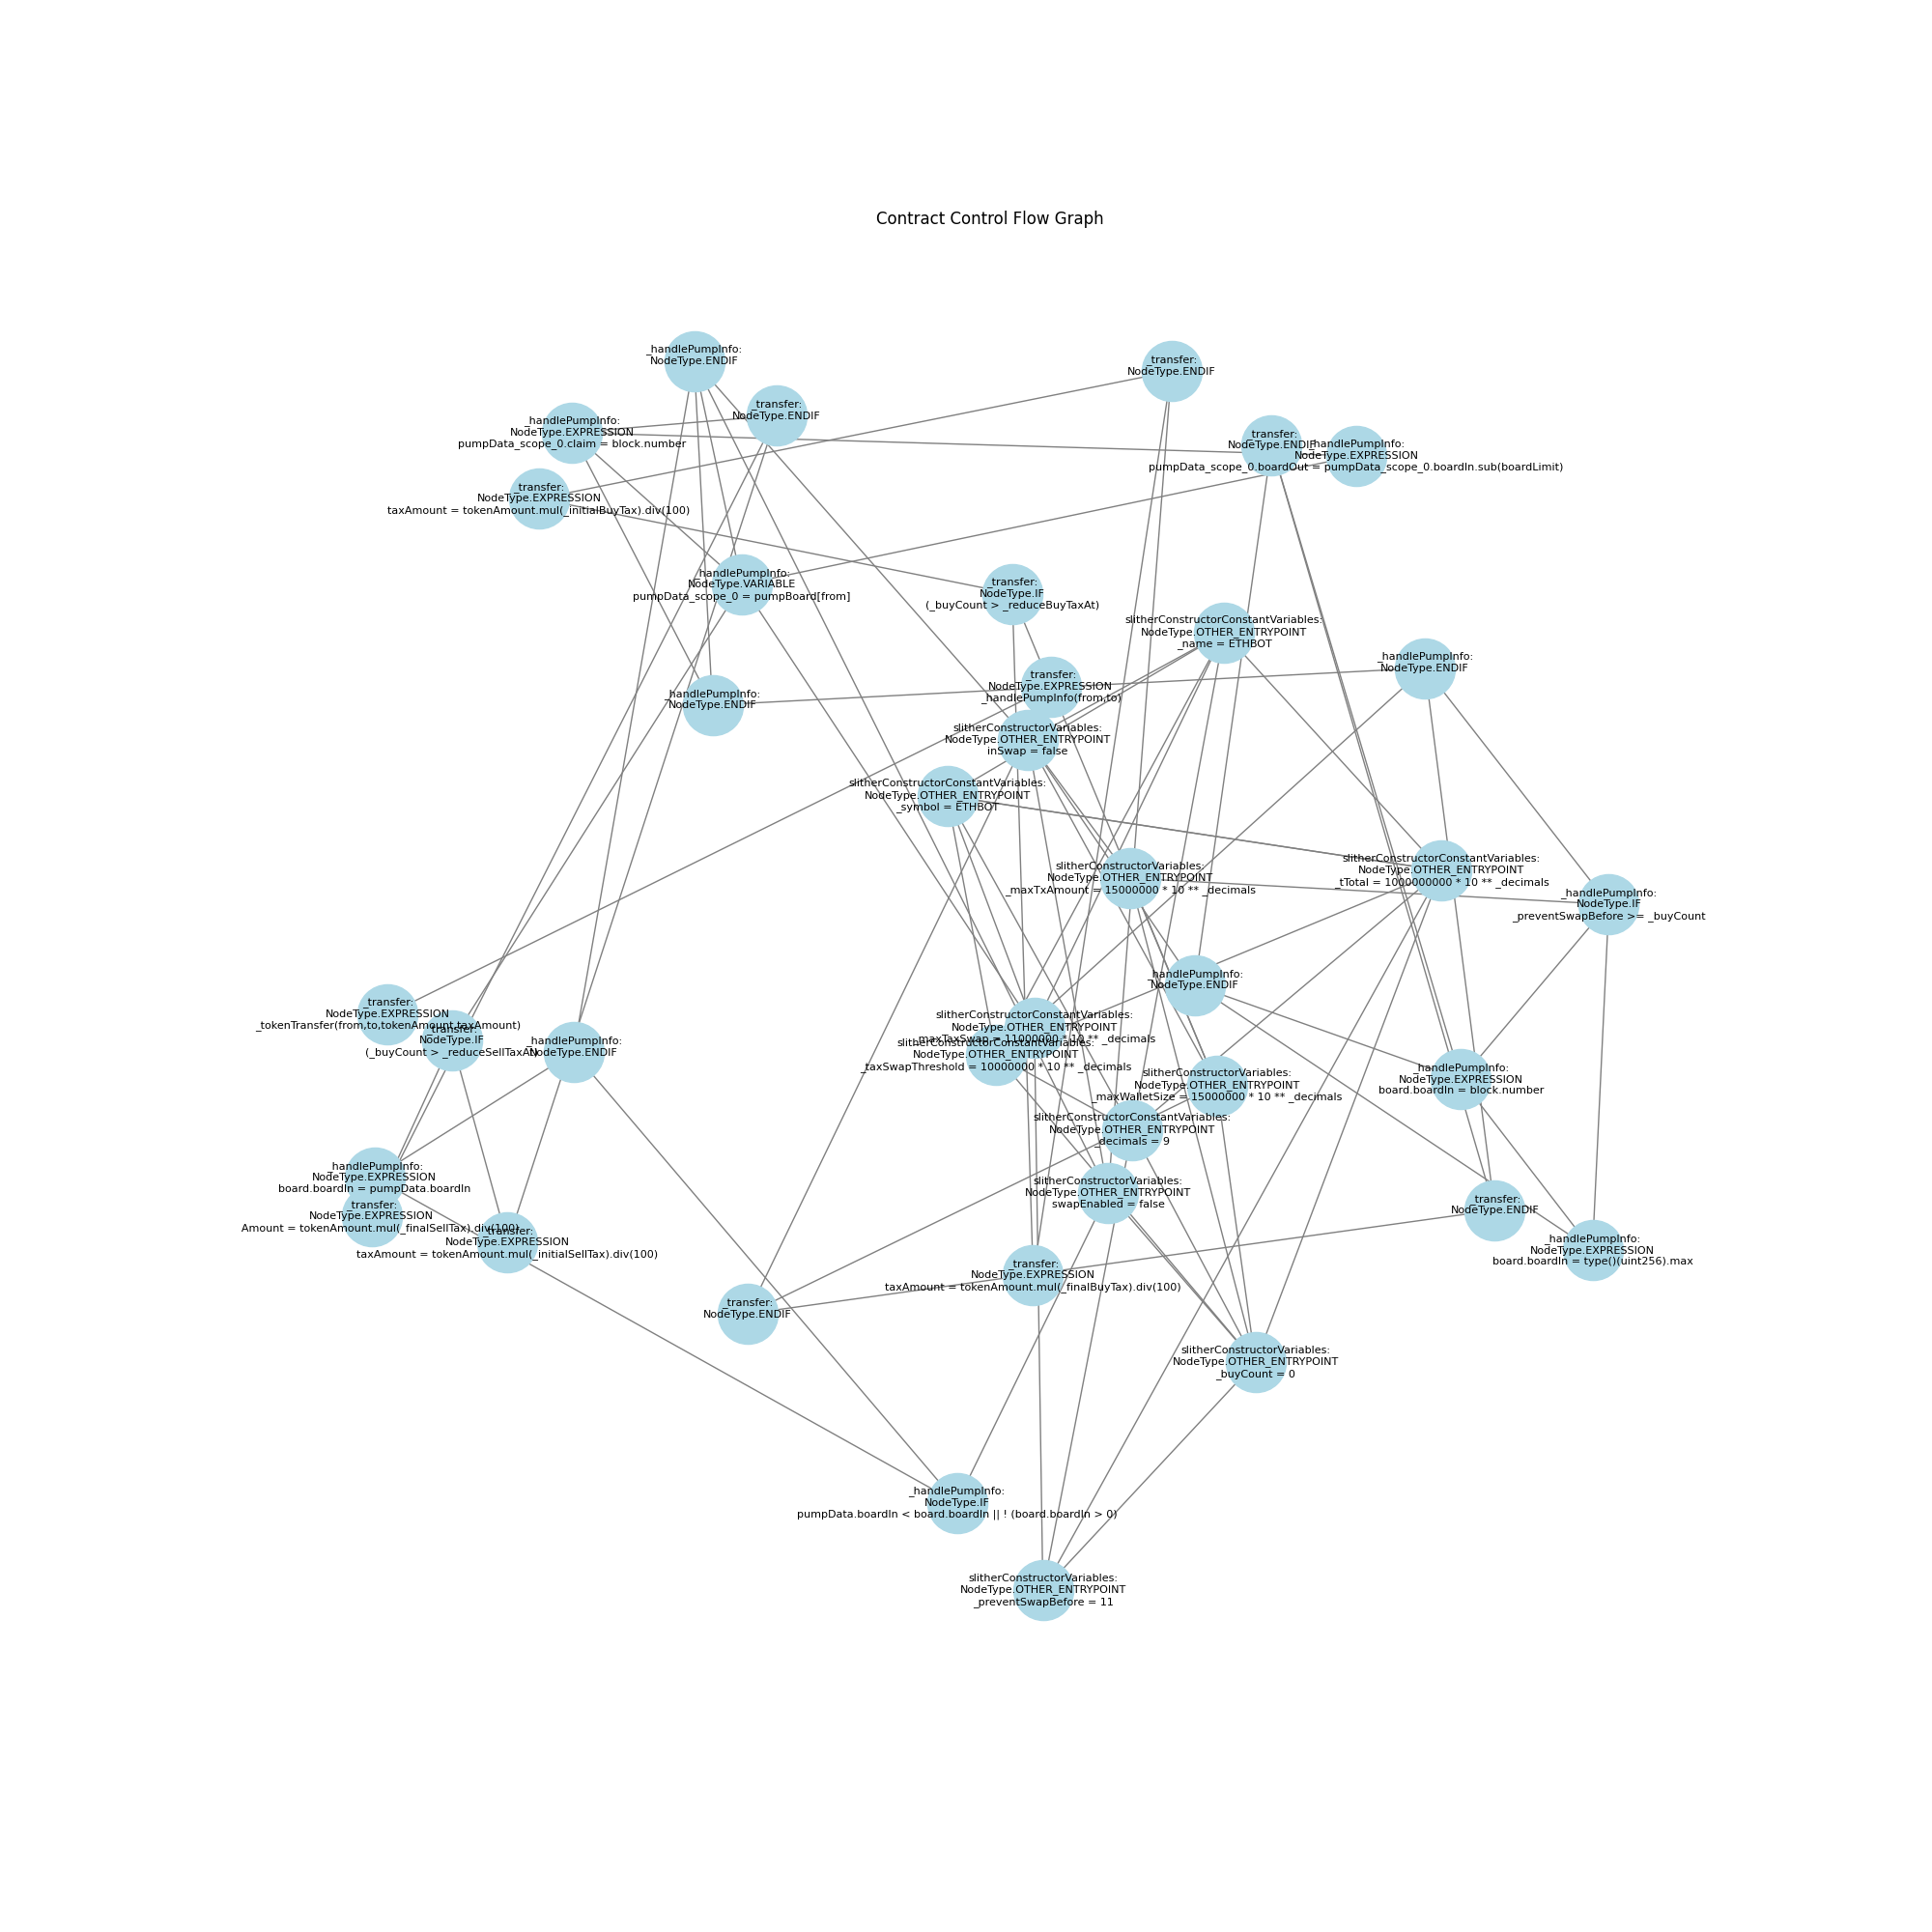 Contract Control Flow Graph
_handlePumpInfo:
NodeType.ENDIF
_transfer:
NodeType.ENDIF
_transfer:
NodeType.ENDIF
_handlePumpInfo:
NodeType.EXPRESSION
pumpData_scope_0.claim = block.number
_transfer:
NodeType.ENDIF
_handlePumpInfo:
NodeType.EXPRESSION
pumpData_scope_0.boardOut = pumpData_scope_0.boardIn.sub(boardLimit)
_transfer:
NodeType.EXPRESSION
taxAmount = tokenAmount.mul(_initialBuyTax).div(100)
_handlePumpInfo:
NodeType.VARIABLE
pumpData_scope_0 = pumpBoard[from]
_transfer:
NodeType.IF
(_buyCount > _reduceBuyTaxAt)
slitherConstructorConstantVariables:
NodeType.OTHER_ENTRYPOINT
_name = ETHBOT
_handlePumpInfo:
NodeType.ENDIF
_transfer:
NodeType.EXPRESSION
_handlePumpInfo(from,to)
_handlePumpInfo:
NodeType.ENDIF
slitherConstructorVariables:
NodeType.OTHER_ENTRYPOINT
inSwap = false
slitherConstructorConstantVariables:
NodeType.OTHER_ENTRYPOINT
_symbol = ETHBOT
slitherConstructorVariables:
NodeType.OTHER_ENTRYPOINT
_maxTxAmount = 15000000 * 10 ** _decimals
slitherConstructorConstantVariables:
NodeType.OTHER_ENTRYPOINT
_tTotal = 1000000000 * 10 ** _decimals
_handlePumpInfo:
NodeType.IF
_preventSwapBefore >= _buyCount
_handlePumpInfo:
NodeType.ENDIF
_transfer:
NodeType.EXPRESSION
_tokenTransfer(from,to,tokenAmount,taxAmount)
_transfer:
NodeType.IF
(_buyCount > _reduceSellTaxAt)
_handlePumpInfo:
NodeType.ENDIF
slitherConstructorConstantVariables:
NodeType.OTHER_ENTRYPOINT
_maxTaxSwap = 11000000 * 10 ** _decimals
slitherConstructorConstantVariables:
NodeType.OTHER_ENTRYPOINT
_taxSwapThreshold = 10000000 * 10 ** _decimals
slitherConstructorVariables:
NodeType.OTHER_ENTRYPOINT
_maxWalletSize = 15000000 * 10 ** _decimals
_handlePumpInfo:
NodeType.EXPRESSION
board.boardIn = block.number
slitherConstructorConstantVariables:
NodeType.OTHER_ENTRYPOINT
_decimals = 9
_handlePumpInfo:
NodeType.EXPRESSION
board.boardIn = pumpData.boardIn
slitherConstructorVariables:
NodeType.OTHER_ENTRYPOINT
swapEnabled = false
_transfer:
NodeType.EXPRESSION
Amount = tokenAmount.mul(_finalSellTax).div(100)
_transfer:
NodeType.ENDIF
_transfer:
NodeType.EXPRESSION
taxAmount = tokenAmount.mul(_initialSellTax).div(100)
_handlePumpInfo:
NodeType.EXPRESSION
board.boardIn = type()(uint256).max
_transfer:
NodeType.EXPRESSION
taxAmount = tokenAmount.mul(_finalBuyTax).div(100)
_transfer:
NodeType.ENDIF
slitherConstructorVariables:
NodeType.OTHER_ENTRYPOINT
_buyCount = 0
_handlePumpInfo:
NodeType.IF
pumpData.boardIn < board.boardIn || ! (board.boardIn > 0)
slitherConstructorVariables:
NodeType.OTHER_ENTRYPOINT
_preventSwapBefore = 11